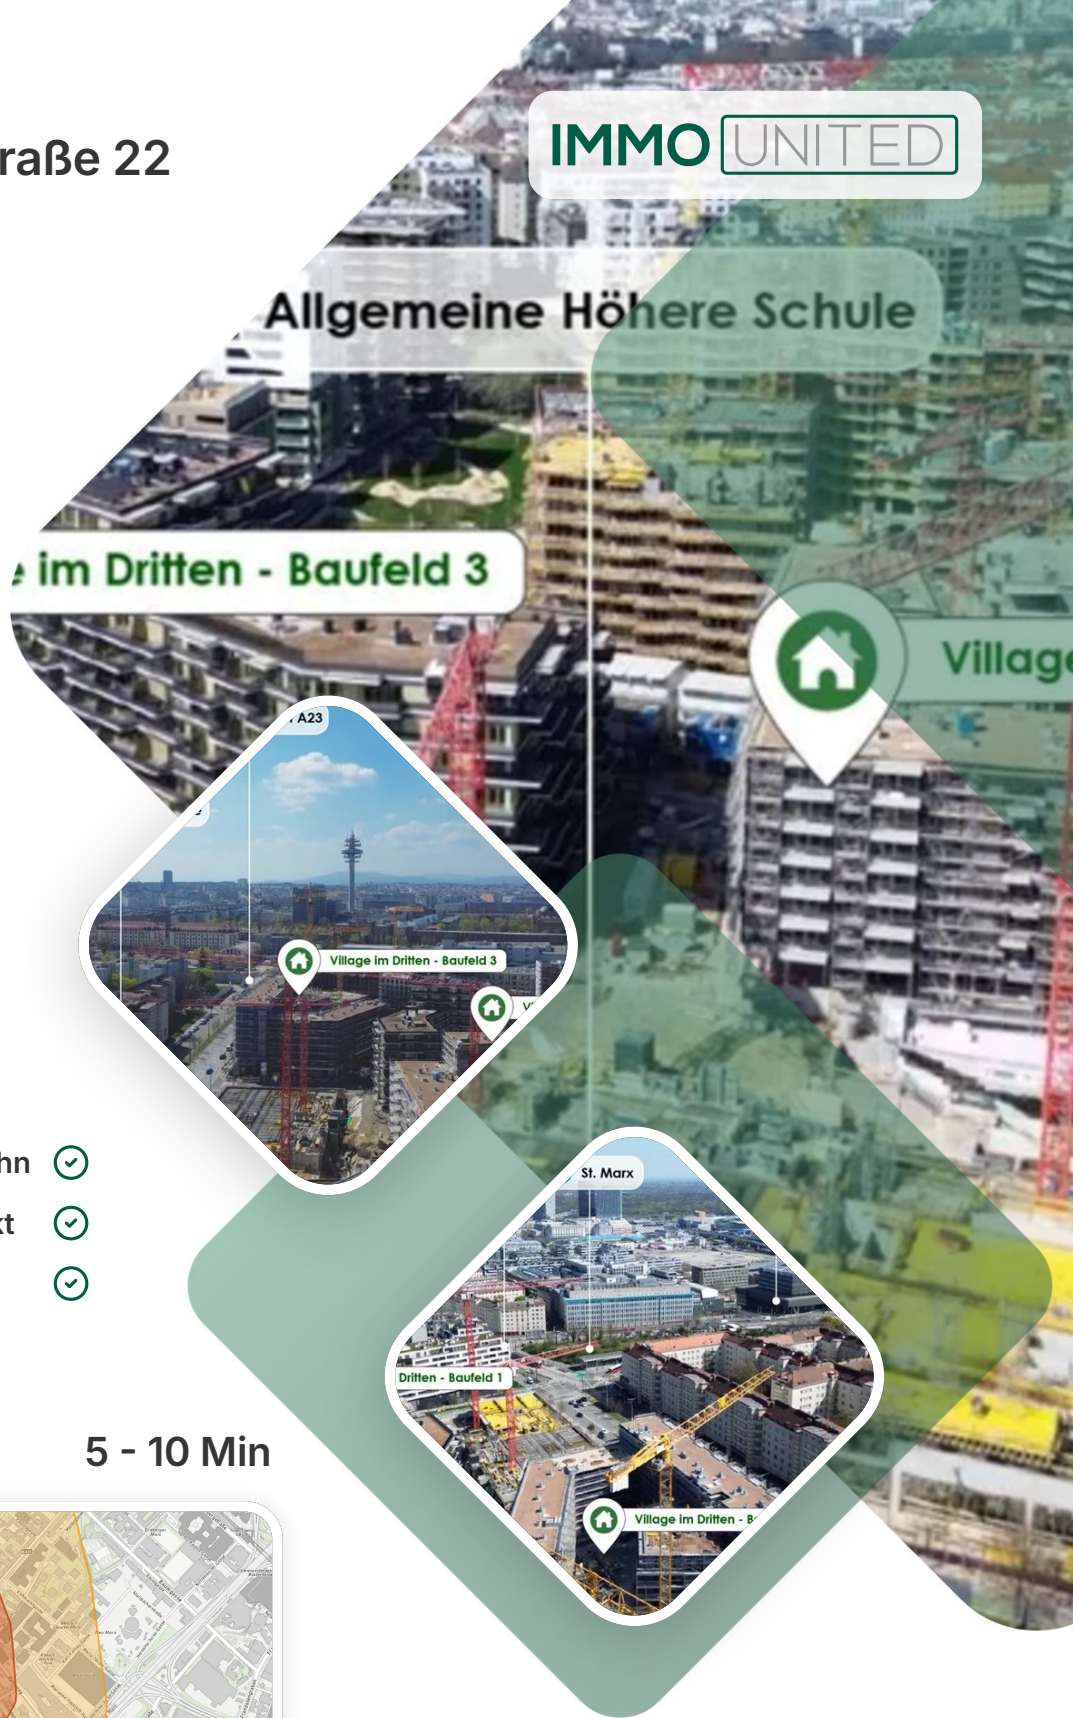 raße 22
IMMO UNITED
Allgemeine Höhere Schule
e im Dritten - Baufeld 3
Village
A23
e
Village im Dritten - Baufeld 3
Vi
hn
kt
St. Marx
Dritten - Baufeld 1
Village im Dritten - B
5 - 10 Min